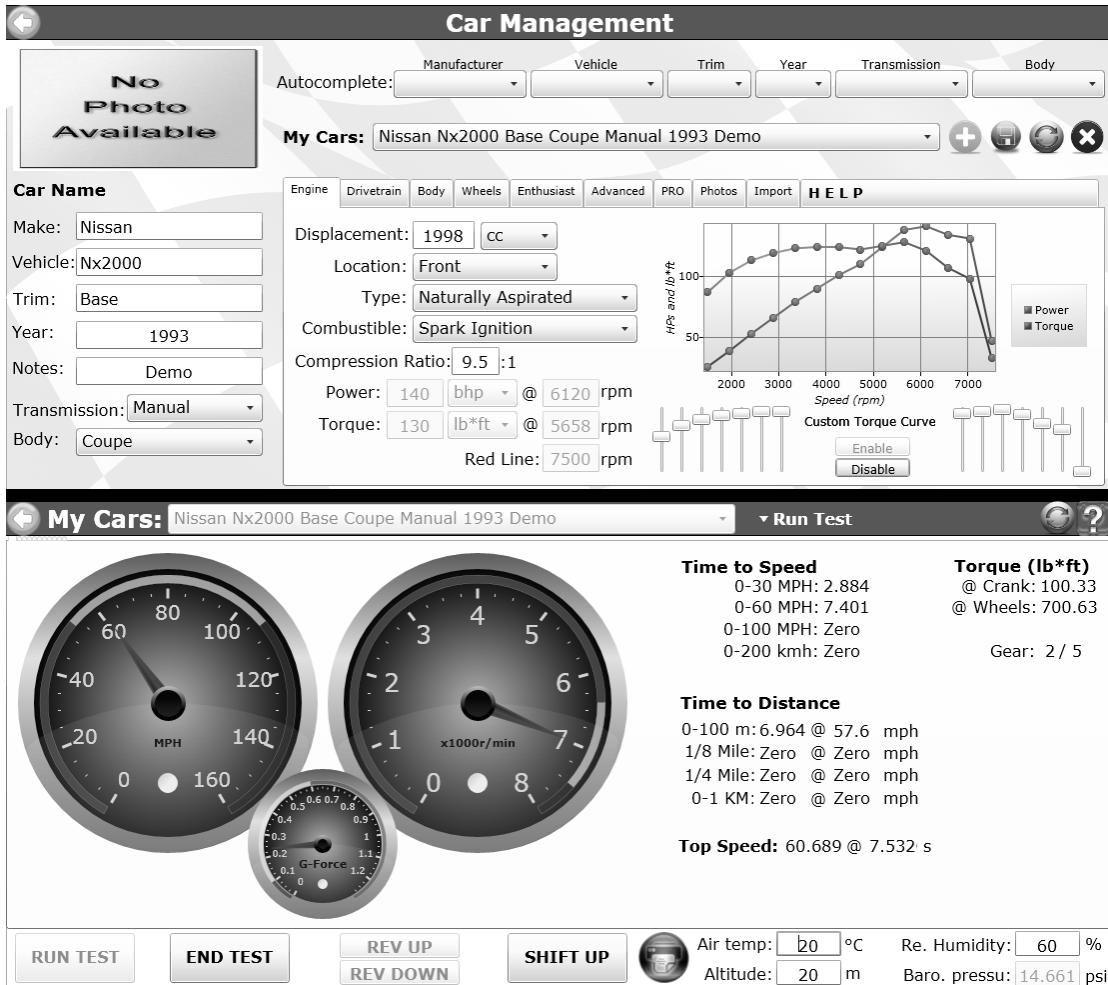 Car Management
No
Photo
Available
Manufacturer Vehicle Trim Year Transmission Body
Autocomplete:
My Cars: Nissan Nx2000 Base Coupe Manual 1993 Demo
Car Name
Make: Nissan
Vehicle: Nx2000
Trim: Base
Year: 1993
Notes: Demo
Transmission: Manual
Body: Coupe
Engine Drivetrain Body Wheels Enthusiast Advanced PRO Photos Import HELP
Displacement: 1998 cc
Location: Front
Type: Naturally Aspirated
Combustible: Spark Ignition
Compression Ratio: 9.5 :1
Power: 140 bhp @ 6120 rpm
Torque: 130 lb*ft @ 5658 rpm
Red Line: 7500 rpm
HPs and lb*ft
100
50
2000 3000 4000 5000 6000 7000
Speed (rpm)
Power
Torque
Custom Torque Curve
Enable
Disable
My Cars: Nissan Nx2000 Base Coupe Manual 1993 Demo Run Test ?
0 20 40 60 80 100 120 140 160
MPH
0 1 2 3 4 5 6 7 8
x1000r/min
0 0.1 0.2 0.3 0.4 0.5 0.6 0.7 0.8 0.9 1 1.1 1.2
G-Force
Time to Speed
0-30 MPH: 2.884
0-60 MPH: 7.401
0-100 MPH: Zero
0-200 kmh: Zero
Torque (lb*ft)
@ Crank: 100.33
@ Wheels: 700.63
Gear: 2 / 5
Time to Distance
0-100 m: 6.964 @ 57.6 mph
1/8 Mile: Zero @ Zero mph
1/4 Mile: Zero @ Zero mph
0-1 KM: Zero @ Zero mph
Top Speed: 60.689 @ 7.532 s
RUN TEST
END TEST
REV UP
REV DOWN
SHIFT UP
Air temp: 20 °C
Altitude: 20 m
Re. Humidity: 60 %
Baro. pressu: 14.661 psi